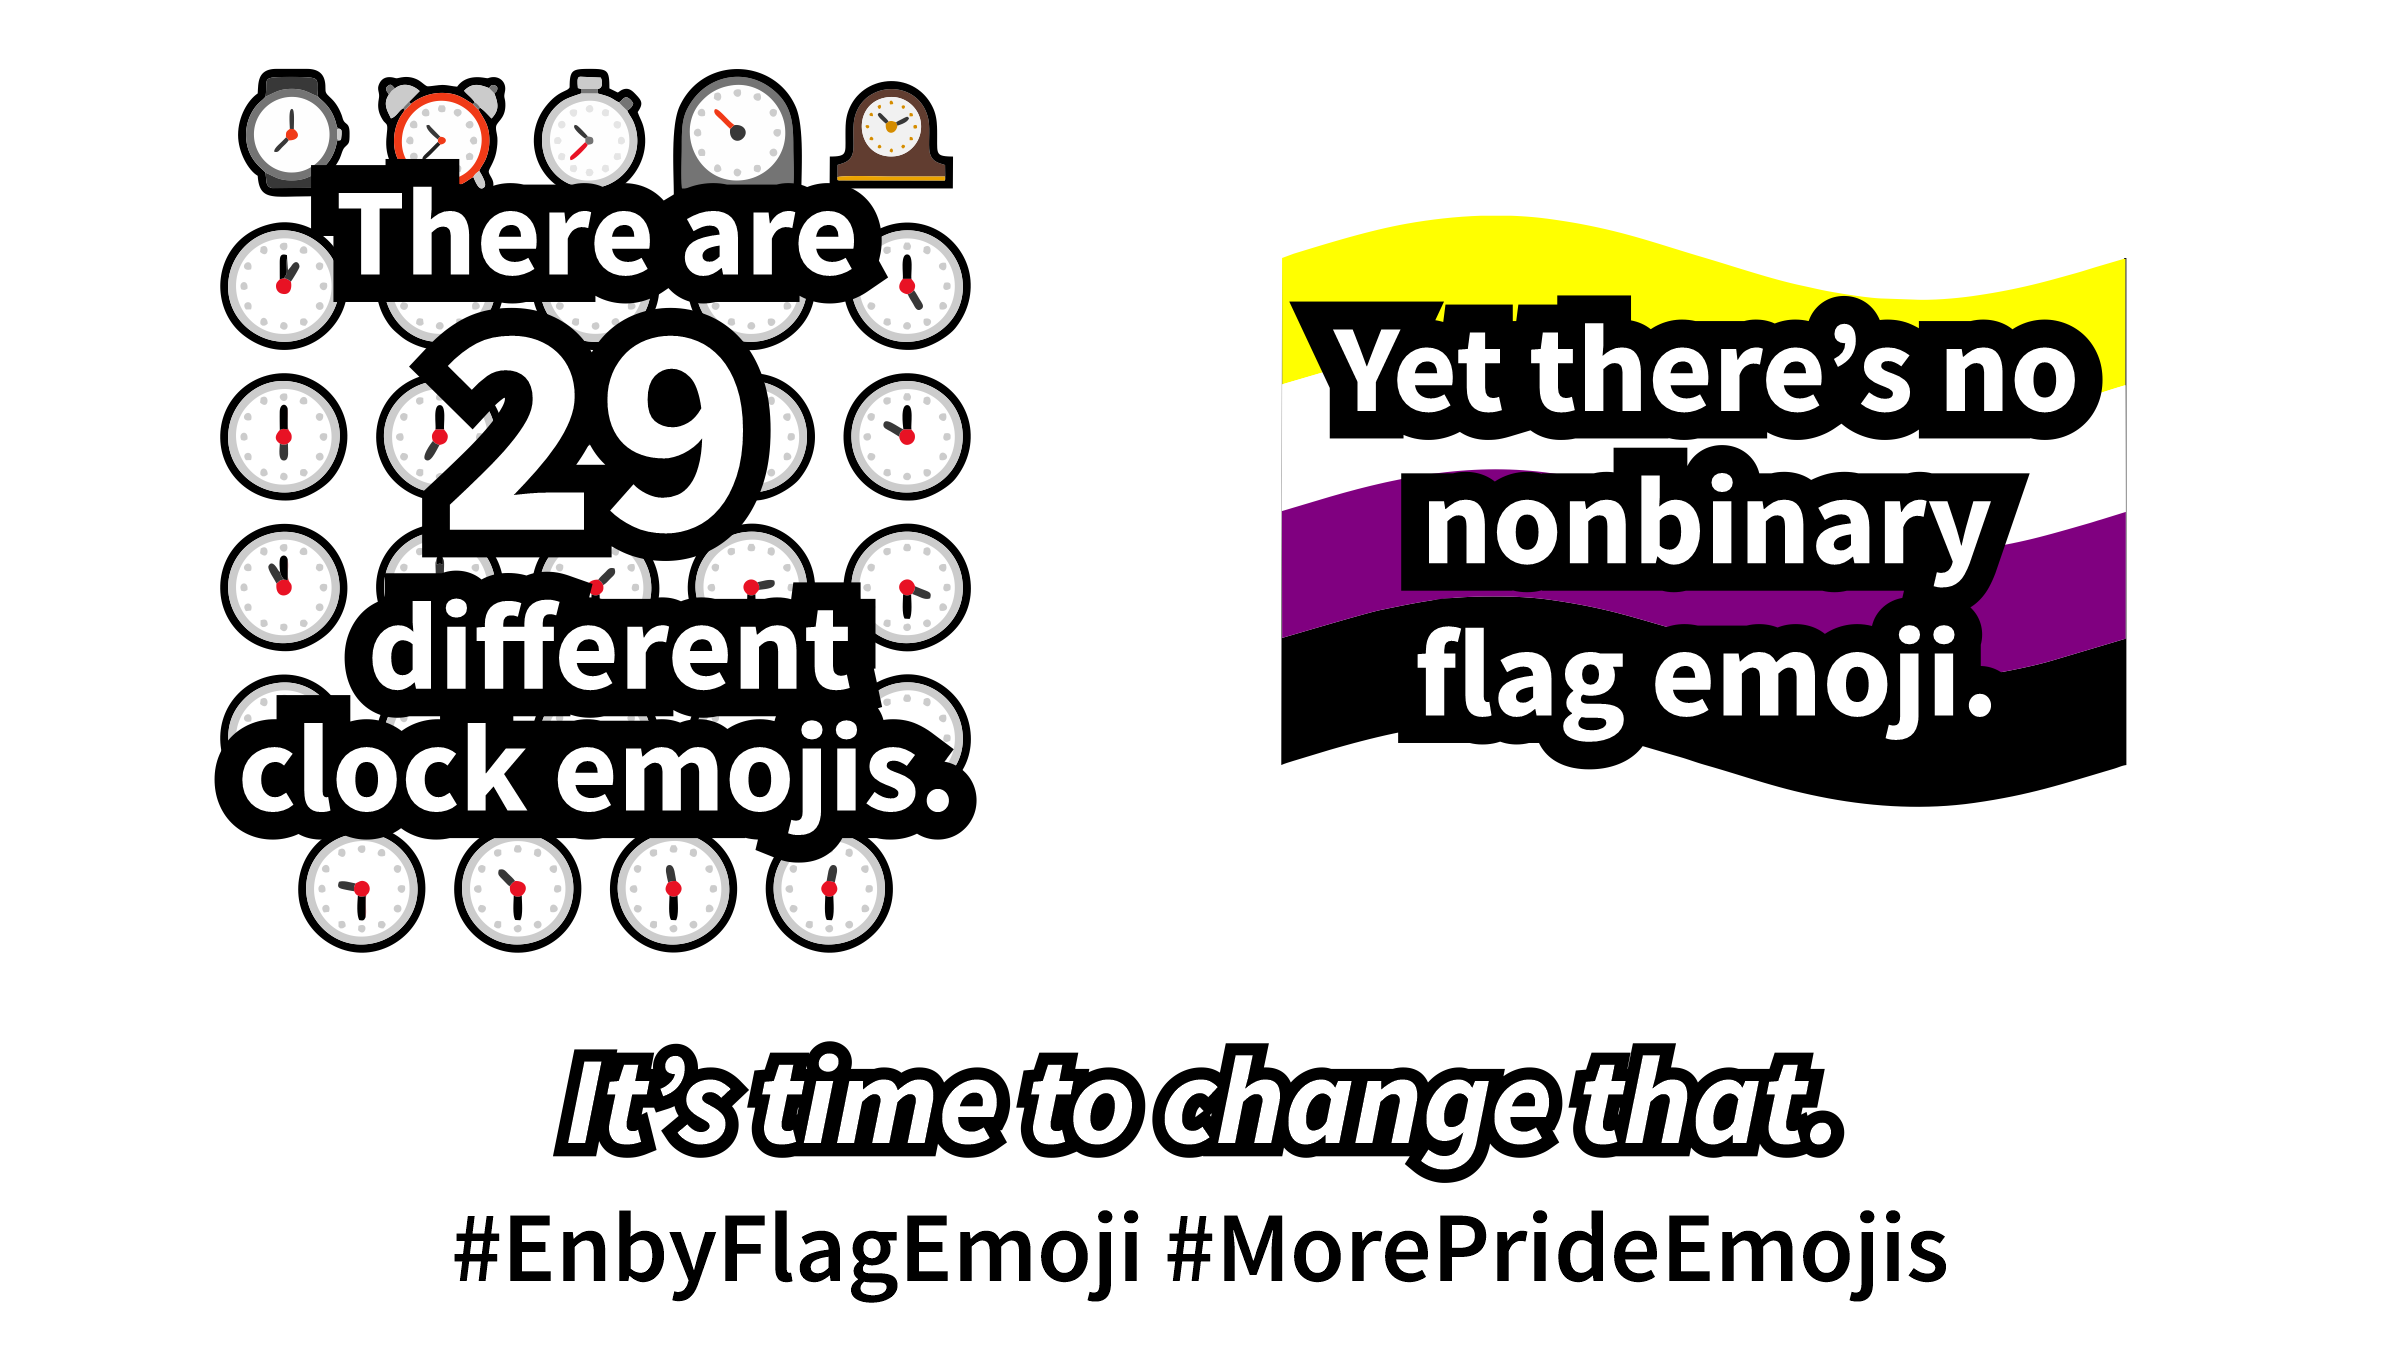 There are
29
different
clock emojis.
Yet there’s no
nonbinary
flag emoji.
It’s time to change that.
#EnbyFlagEmoji #MorePrideEmojis